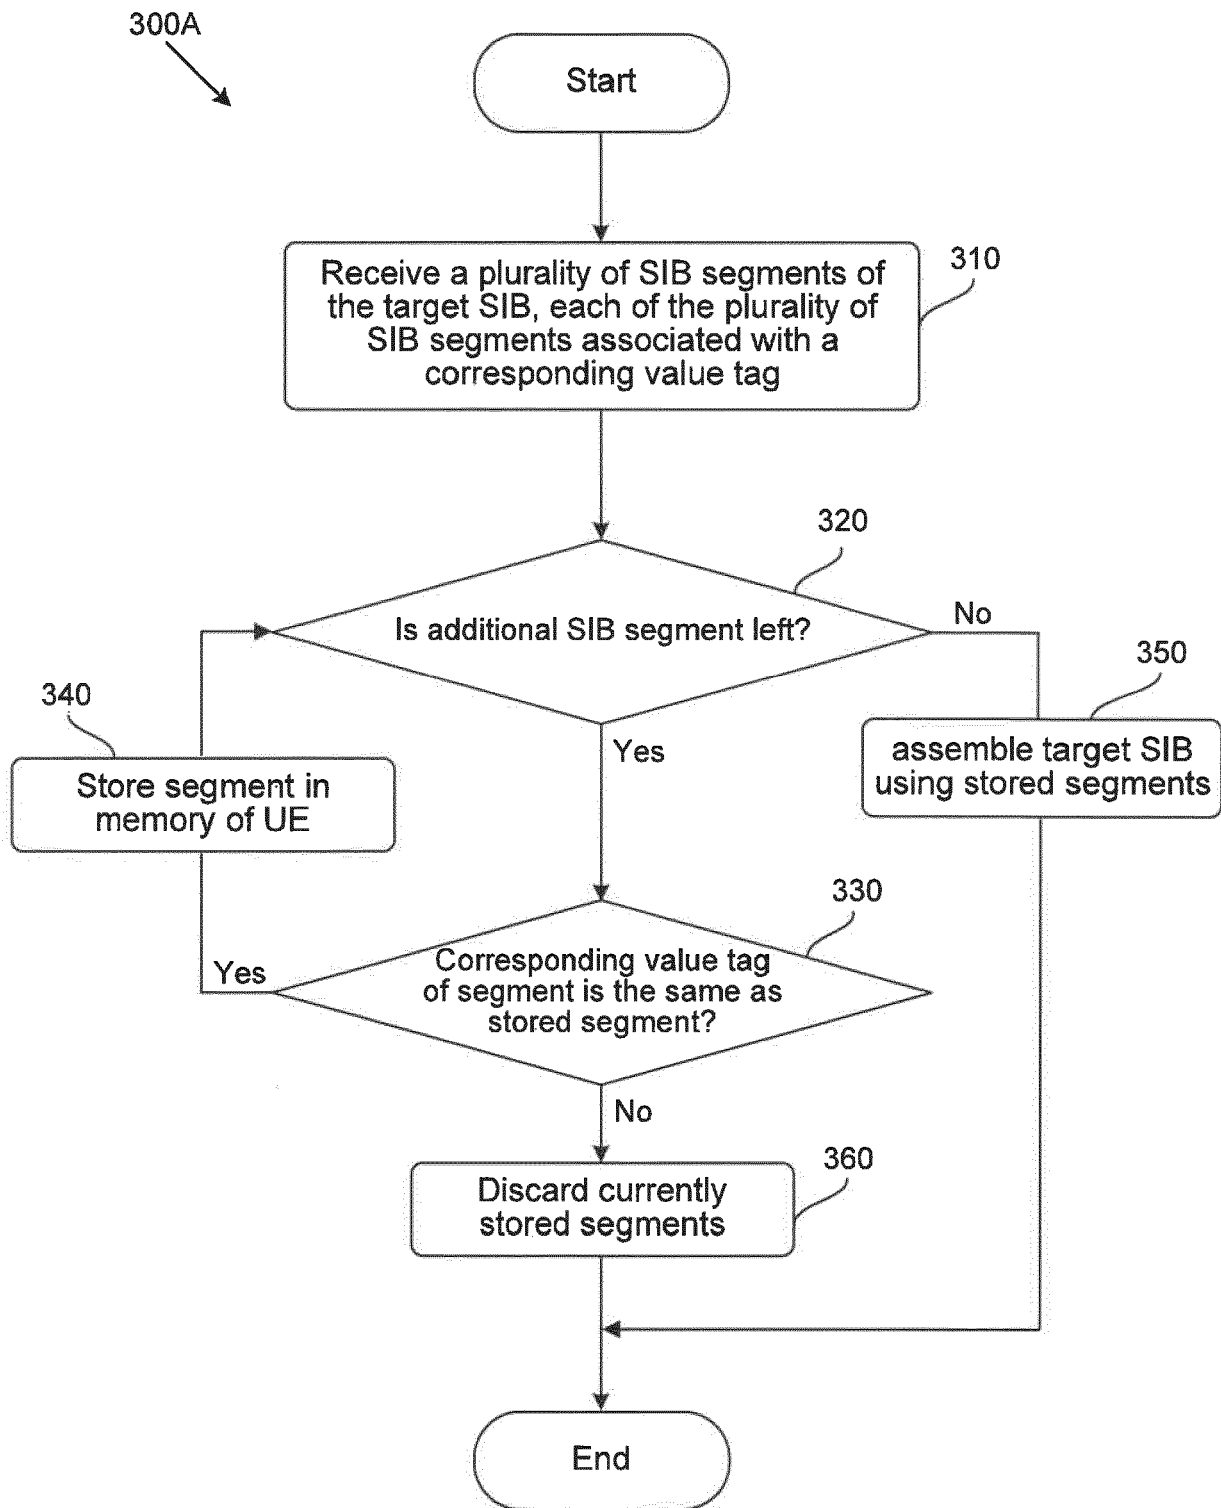 300A
Start
Receive a plurality of SIB segments of
the target SIB, each of the plurality of
SIB segments associated with a
corresponding value tag
310
320
Is additional SIB segment left?
No
350
340
Yes
assemble target SIB
using stored segments
Store segment in
memory of UE
330
Corresponding value tag
of segment is the same as
stored segment?
Yes
No
360
Discard currently
stored segments
End